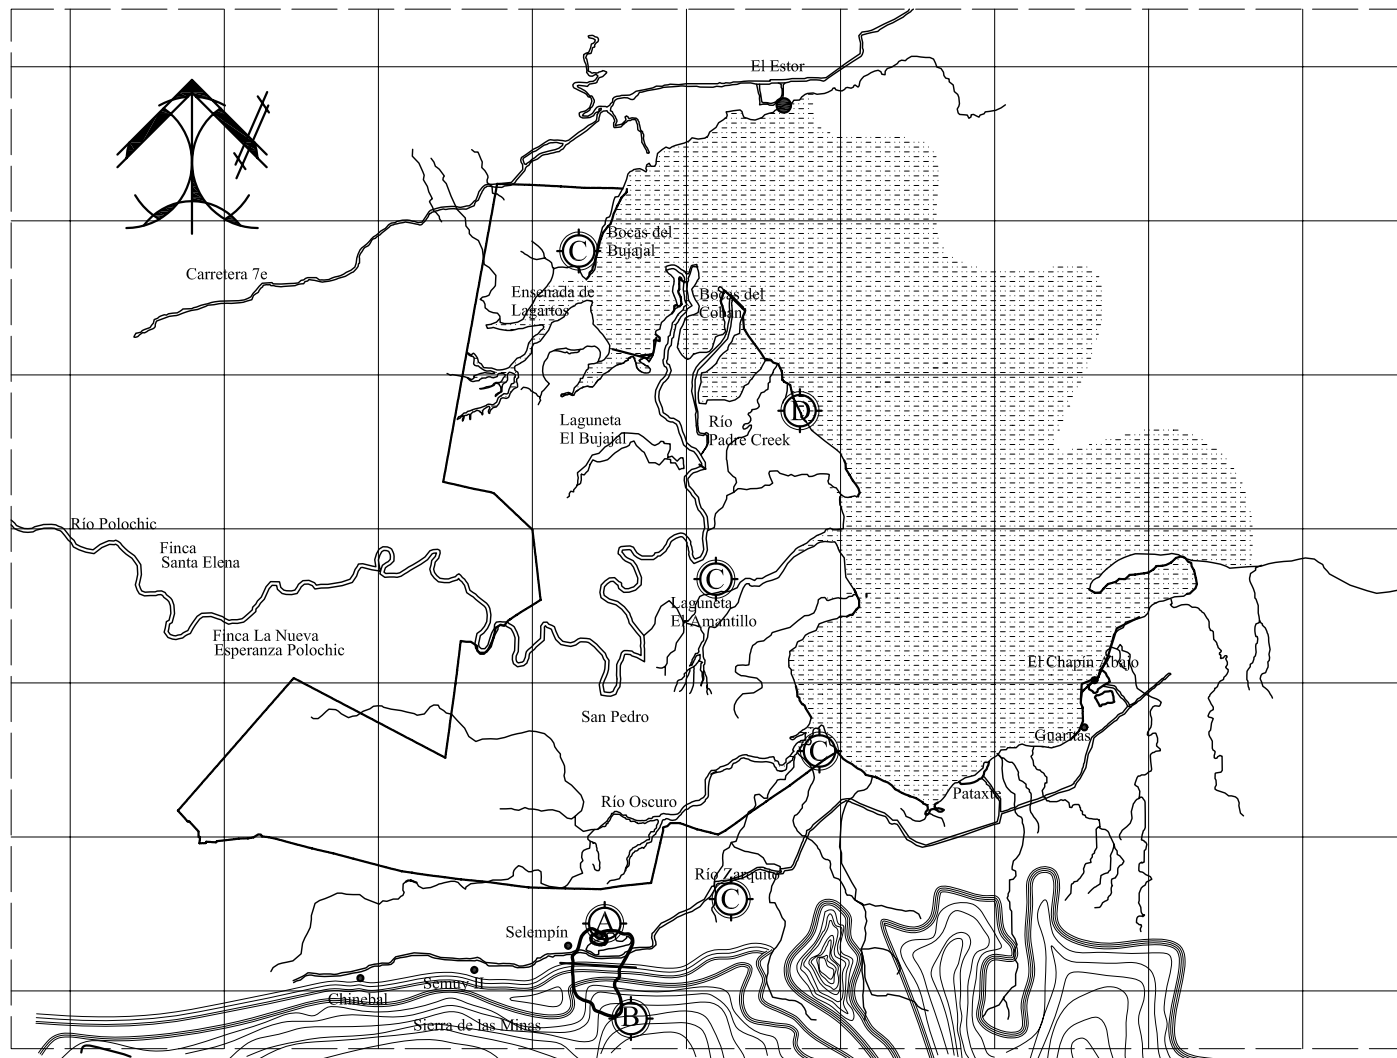 El Estor
Bocas del
Bujajal
C
Carretera 7e
Ensenada de
Lagartos
Bocas del
Cobán
D
Laguneta
El Bujajal
Río
Padre Creek
Río Polochic
Finca
Santa Elena
C
Laguneta
El Amantillo
Finca La Nueva
Esperanza Polochic
El Chapín Abajo
San Pedro
Guaritas
C
Pataxte
Río Oscuro
Río Zarquito
C
A
Selempín
Semuy II
Chinebal
B
Sierra de las Minas